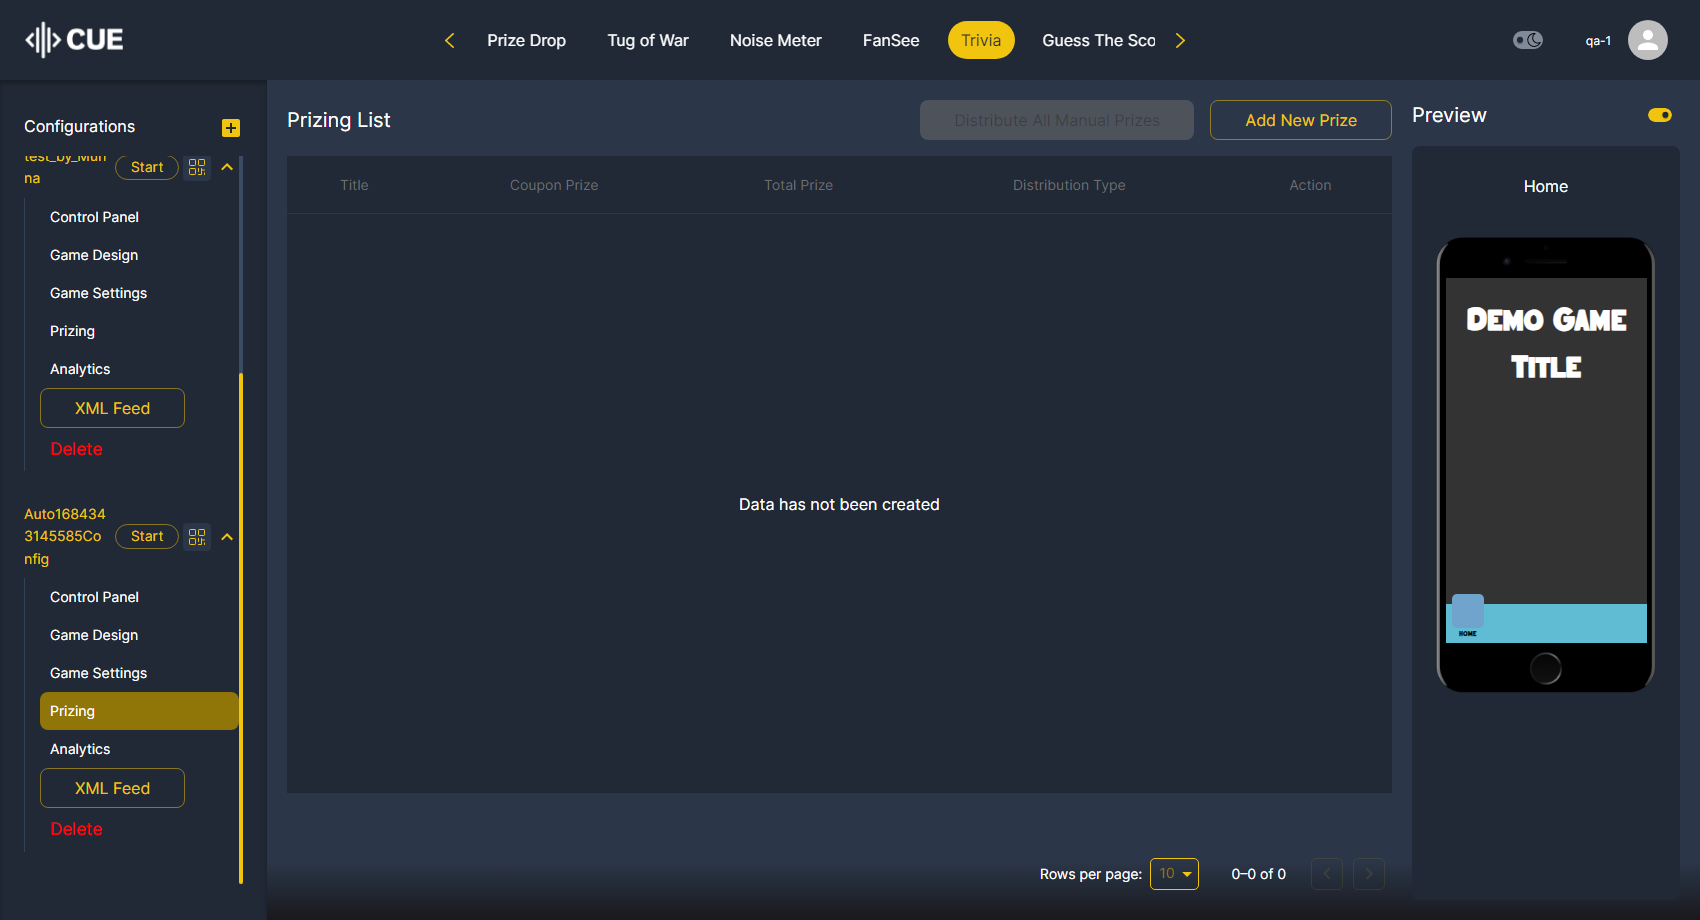 CUE
Prize Drop
Tug of War
Noise Meter
FanSee
Trivia
Guess The Sco
qa-1
Configurations
test_by_Mun
na
Start
Control Panel
Game Design
Game Settings
Prizing
Analytics
XML Feed
Delete
Auto168434
3145585Co
nfig
Start
Control Panel
Game Design
Game Settings
Prizing
Analytics
XML Feed
Delete
Prizing List
Distribute All Manual Prizes
Add New Prize
Title
Coupon Prize
Total Prize
Distribution Type
Action
Data has not been created
Rows per page:
10
0–0 of 0
Preview
Home
Demo Game
Title
HOME